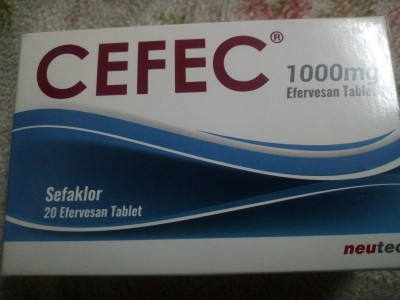 CEFEC®
1000mg
Efervesan Tablet
Sefaklor
20 Efervesan Tablet
neutec